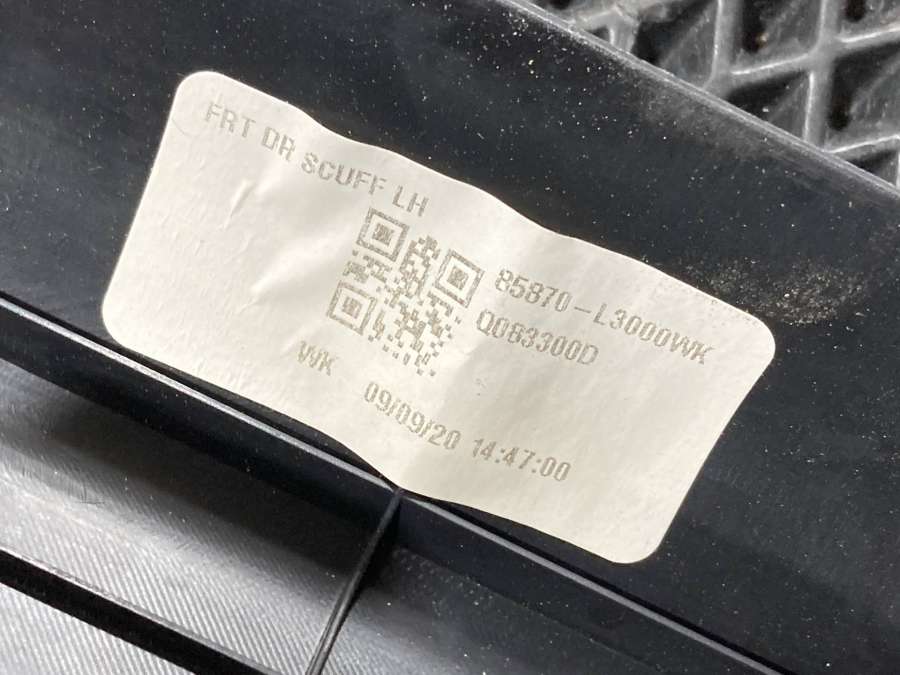 FRT DR SCUFF LH
85870-L3000WK
Q083300D
WK
09/09/20 14:47:00